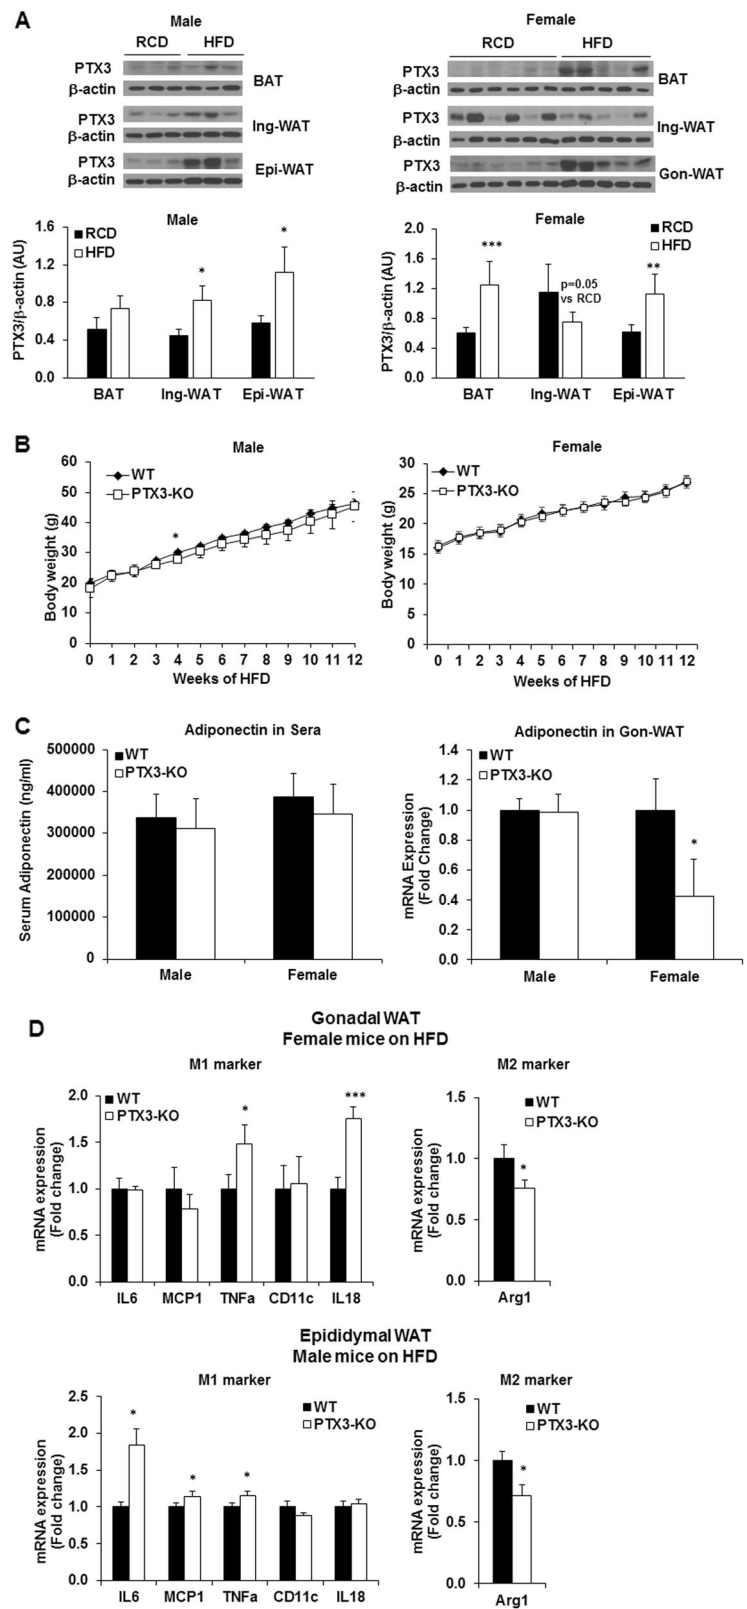 A
Male
RCD HFD
PTX3
β-actin
BAT
PTX3
β-actin
Ing-WAT
PTX3
β-actin
Epi-WAT
Female
RCD HFD
PTX3
β-actin
BAT
PTX3
β-actin
Ing-WAT
PTX3
β-actin
Gon-WAT
Male
RCD
HFD
PTX3/β-actin (AU)
1.6
1.2
0.8
0.4
0.0
*
*
BAT Ing-WAT Epi-WAT
Female
RCD
HFD
PTX3/β-actin (AU)
2.0
1.6
1.2
0.8
0.4
0.0
***
p=0.05
vs RCD
**
BAT Ing-WAT Epi-WAT
B
Male
WT
PTX3-KO
Body weight (g)
60
50
40
30
20
10
0
*
0 1 2 3 4 5 6 7 8 9 10 11 12
Weeks of HFD
Female
WT
PTX3-KO
Body weight (g)
30
25
20
15
10
5
0
0 1 2 3 4 5 6 7 8 9 10 11 12
Weeks of HFD
C
Adiponectin in Sera
WT
PTX3-KO
Serum Adiponectin (ng/ml)
500000
400000
300000
200000
100000
0
Male Female
Adiponectin in Gon-WAT
WT
PTX3-KO
mRNA Expression
(Fold Change)
1.4
1.2
1.0
0.8
0.6
0.4
0.2
0.0
*
Male Female
D
Gonadal WAT
Female mice on HFD
M1 marker
WT
PTX3-KO
mRNA expression
(Fold change)
2.0
1.5
1.0
0.5
0.0
*
***
IL6 MCP1 TNFa CD11c IL18
M2 marker
WT
PTX3-KO
mRNA expression
(Fold change)
1.5
1.0
0.5
0.0
*
Arg1
Epididymal WAT
Male mice on HFD
M1 marker
WT
PTX3-KO
mRNA expression
(Fold change)
2.5
2.0
1.5
1.0
0.5
0.0
*
*
*
IL6 MCP1 TNFa CD11c IL18
M2 marker
WT
PTX3-KO
mRNA expression
(Fold change)
1.5
1.0
0.5
0.0
*
Arg1